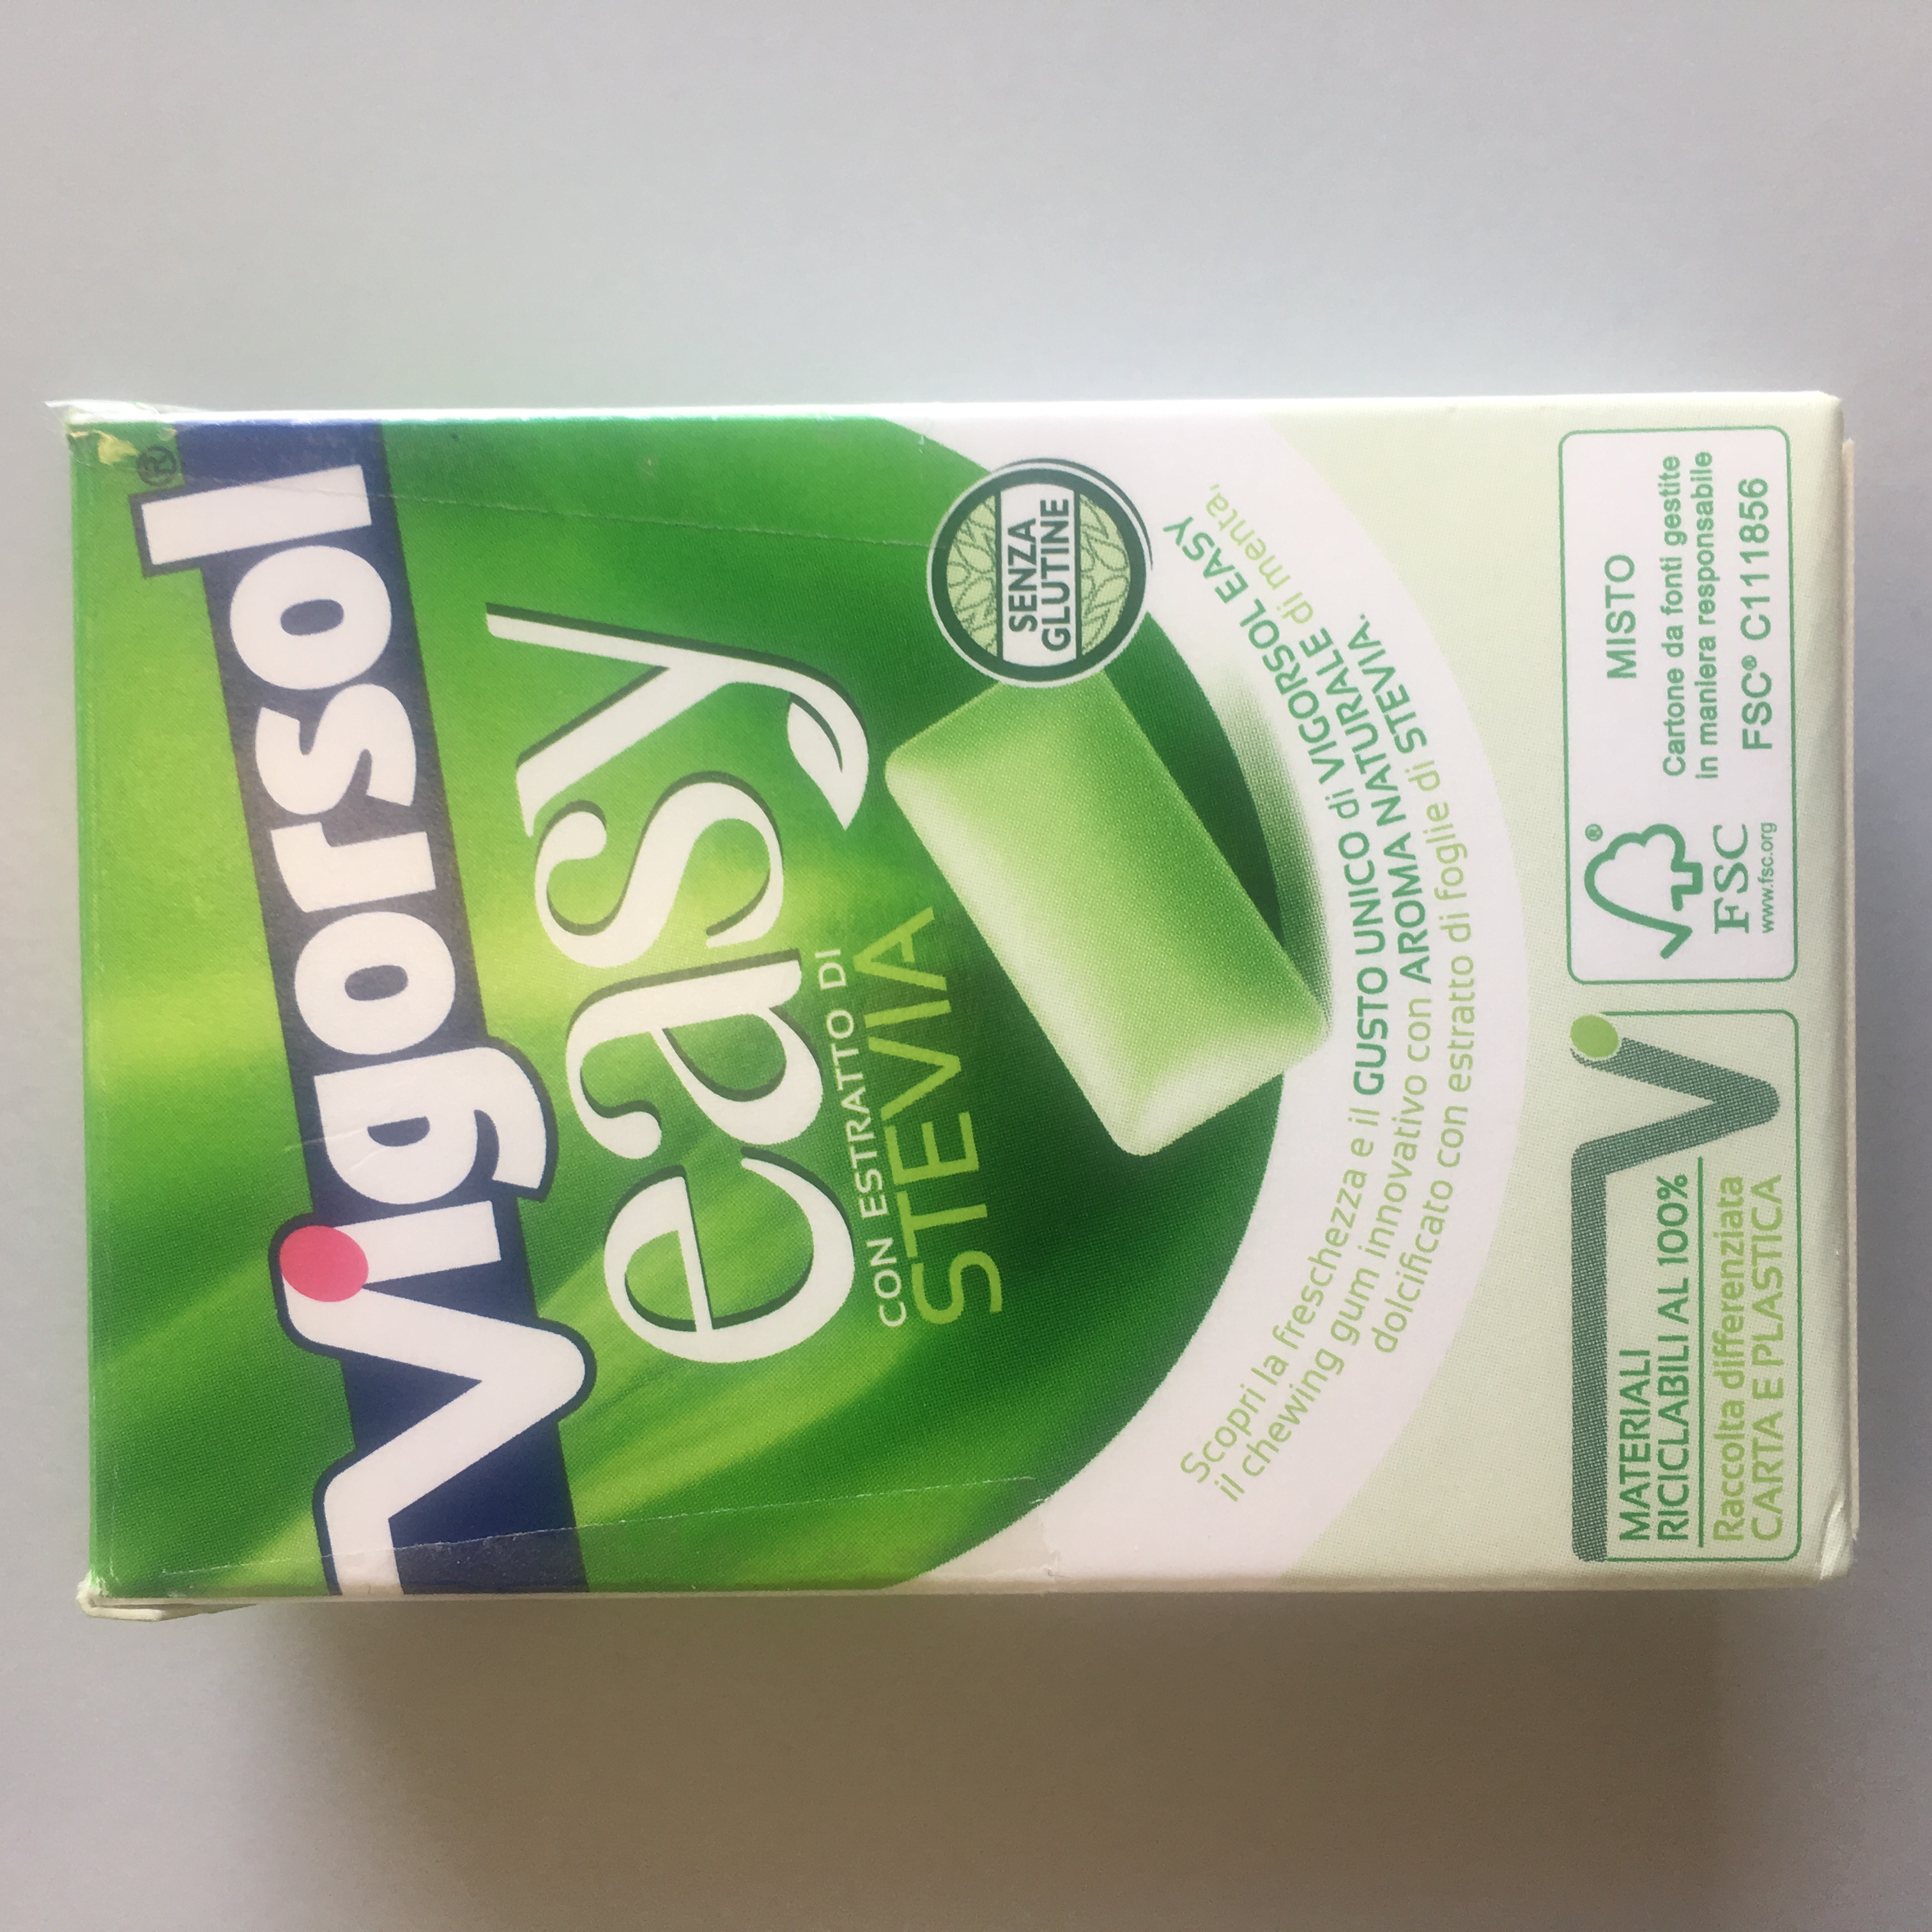 Vigorsol®
easy
CON ESTRATTO DI
STEVIA
SENZA
GLUTINE
Scopri la freschezza e il GUSTO UNICO di VIGORSOL EASY
il chewing gum innovativo con AROMA NATURALE di menta,
dolcificato con estratto di foglie di STEVIA.
MATERIALI
RICICLABILI AL 100%
Raccolta differenziata
CARTA E PLASTICA
®
FSC
www.fsc.org
MISTO
Cartone da fonti gestite
in maniera responsabile
FSC® C111856